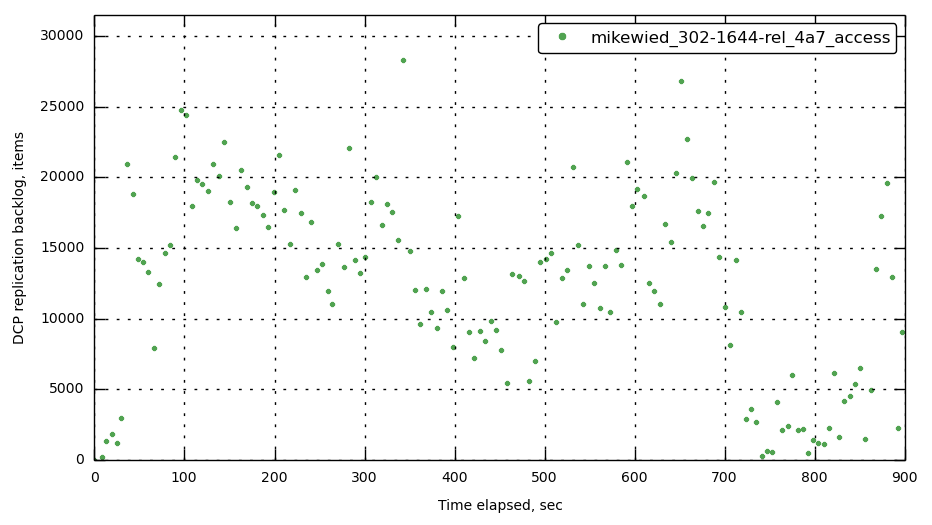 30000
mikewied_302-1644-rel_4a7_access
25000
20000
15000
10000
5000
0
DCP replication backlog, items
0 100 200 300 400 500 600 700 800 900
Time elapsed, sec